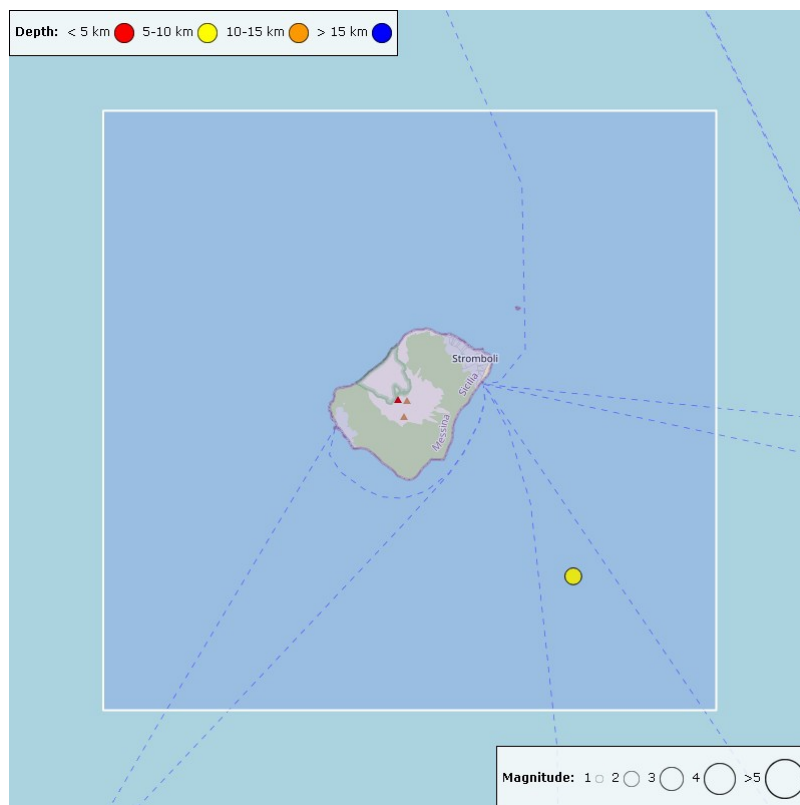 Depth: < 5 km 5-10 km 10-15 km > 15 km
Stromboli
Sicilia
Messina
Magnitude: 1 2 3 4 >5